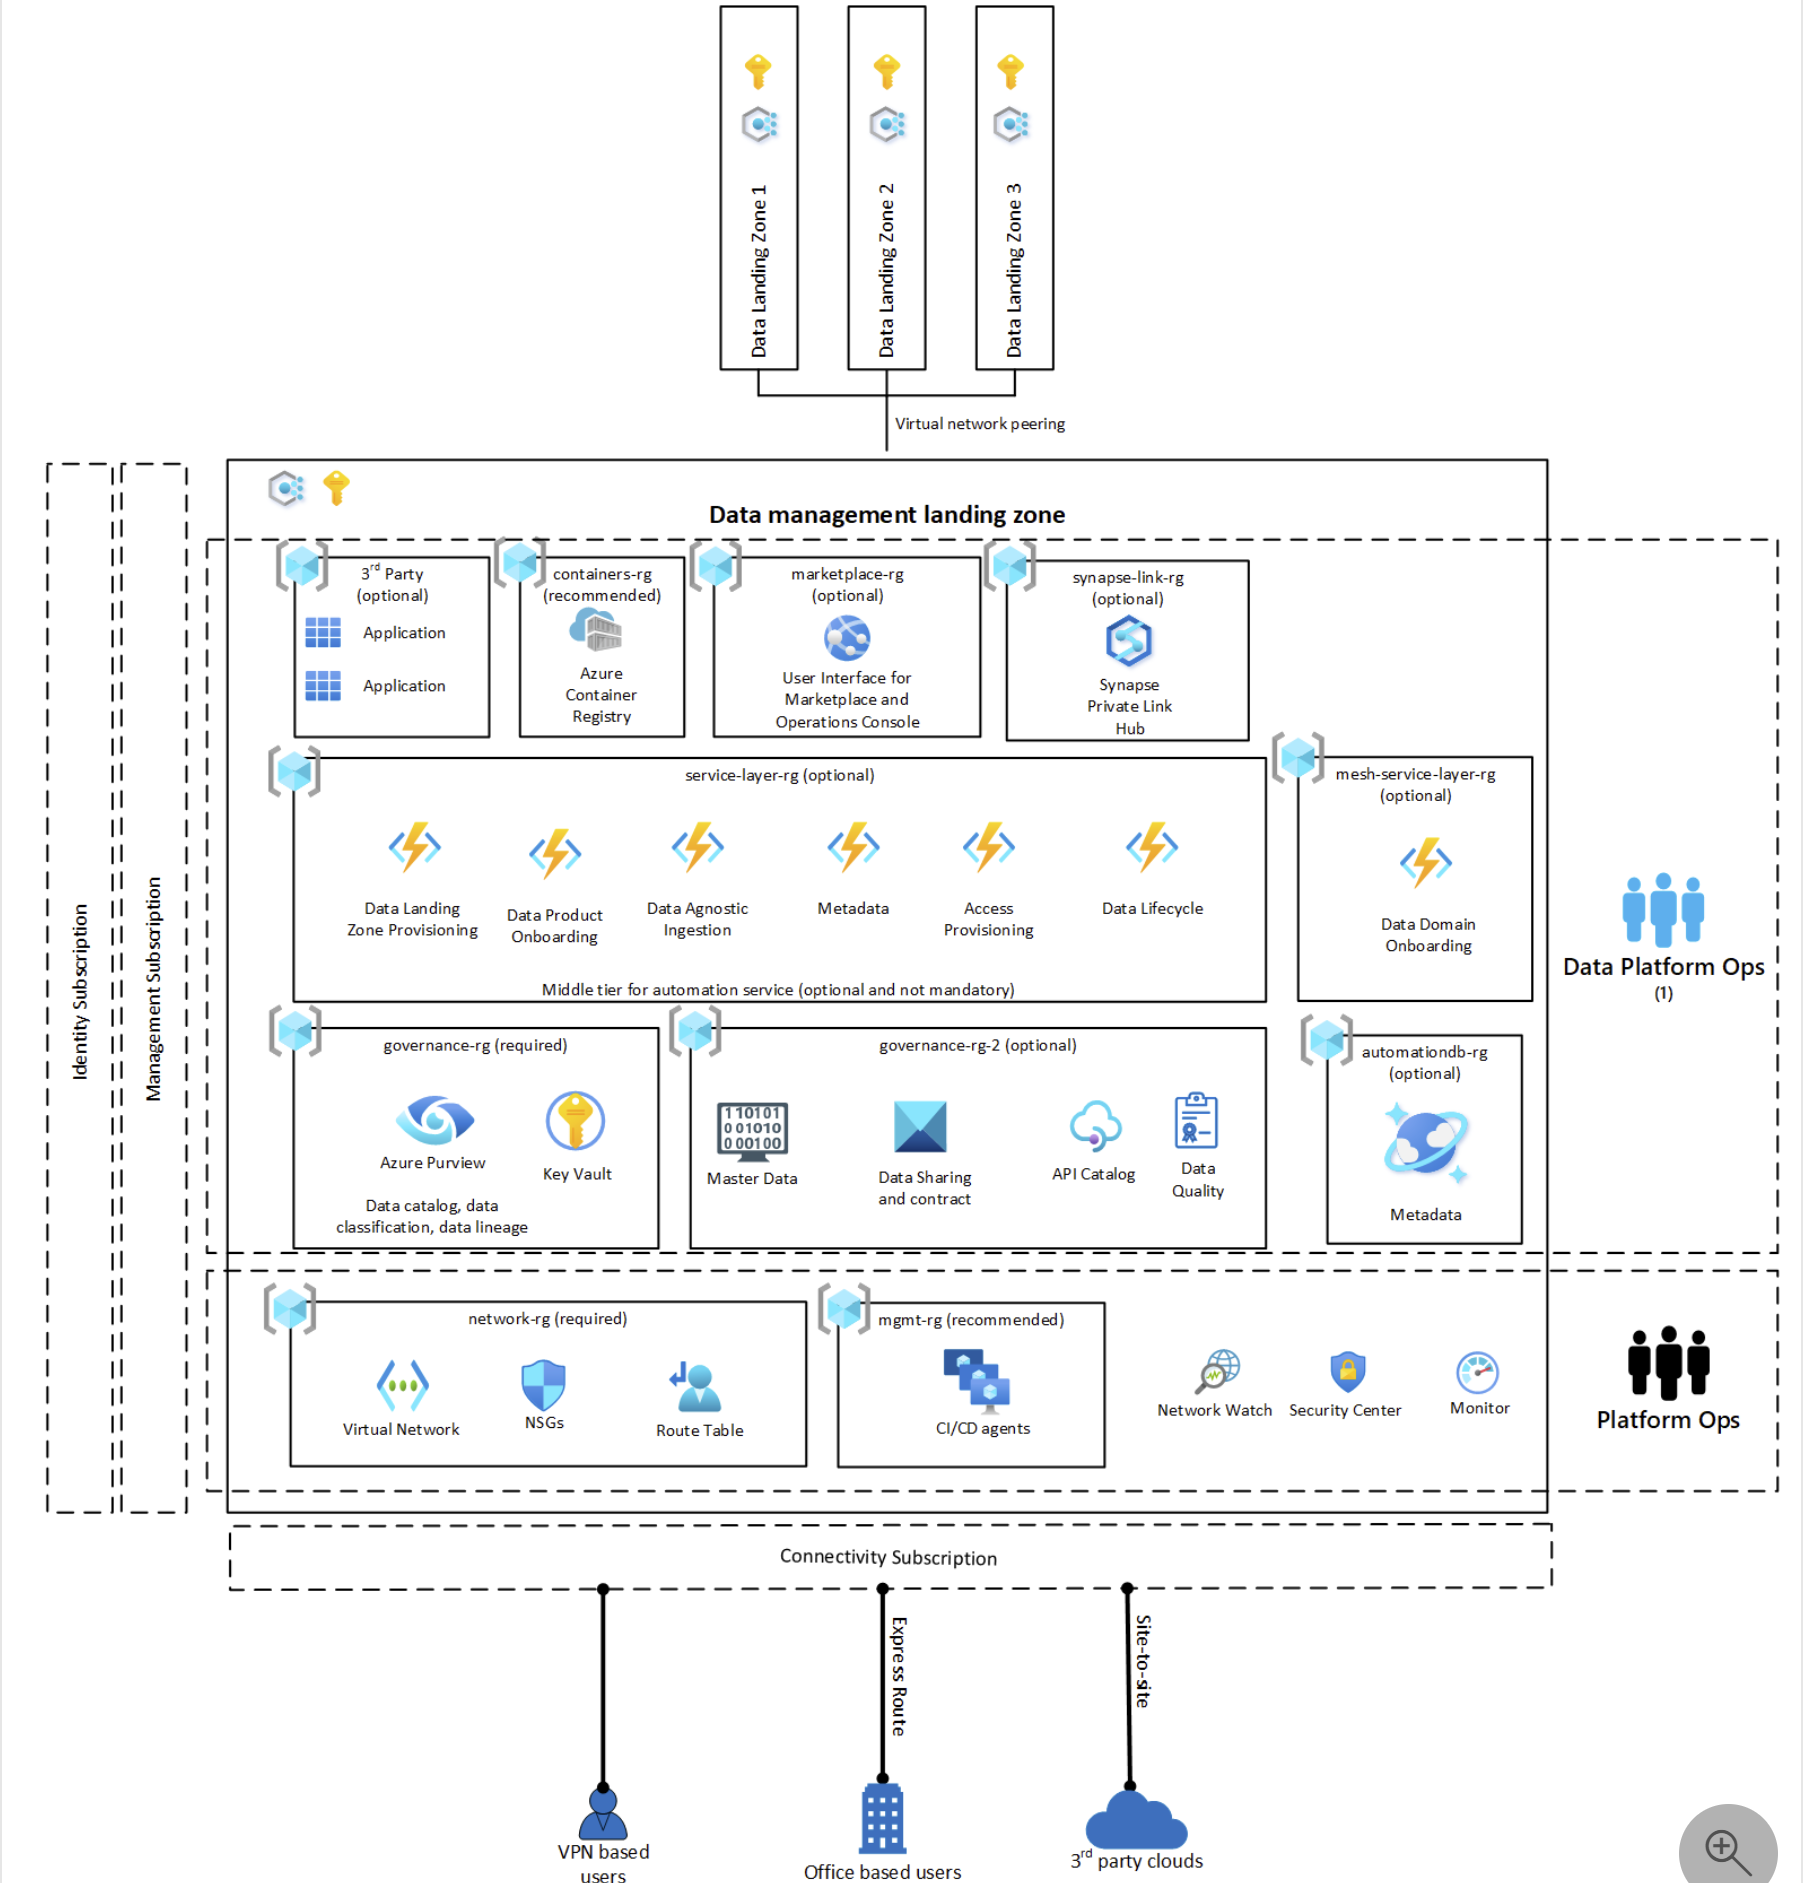 Data Landing Zone 1
Data Landing Zone 2
Data Landing Zone 3
Virtual network peering
Identity Subscription
Management Subscription
Data management landing zone
3rd Party
(optional)
Application
Application
containers-rg
(recommended)
Azure
Container
Registry
marketplace-rg
(optional)
User Interface for
Marketplace and
Operations Console
synapse-link-rg
(optional)
Synapse
Private Link
Hub
service-layer-rg (optional)
Data Landing
Zone Provisioning
Data Product
Onboarding
Data Agnostic
Ingestion
Metadata
Access
Provisioning
Data Lifecycle
Middle tier for automation service (optional and not mandatory)
mesh-service-layer-rg
(optional)
Data Domain
Onboarding
Data Platform Ops
(1)
governance-rg (required)
Azure Purview
Key Vault
Data catalog, data
classification, data lineage
governance-rg-2 (optional)
110101
001010
000100
Master Data
Data Sharing
and contract
API Catalog
Data
Quality
automationdb-rg
(optional)
Metadata
network-rg (required)
Virtual Network
NSGs
Route Table
mgmt-rg (recommended)
CI/CD agents
Network Watch
Security Center
Monitor
Platform Ops
Connectivity Subscription
Express Route
Site-to-site
VPN based
users
Office based users
3rd party clouds